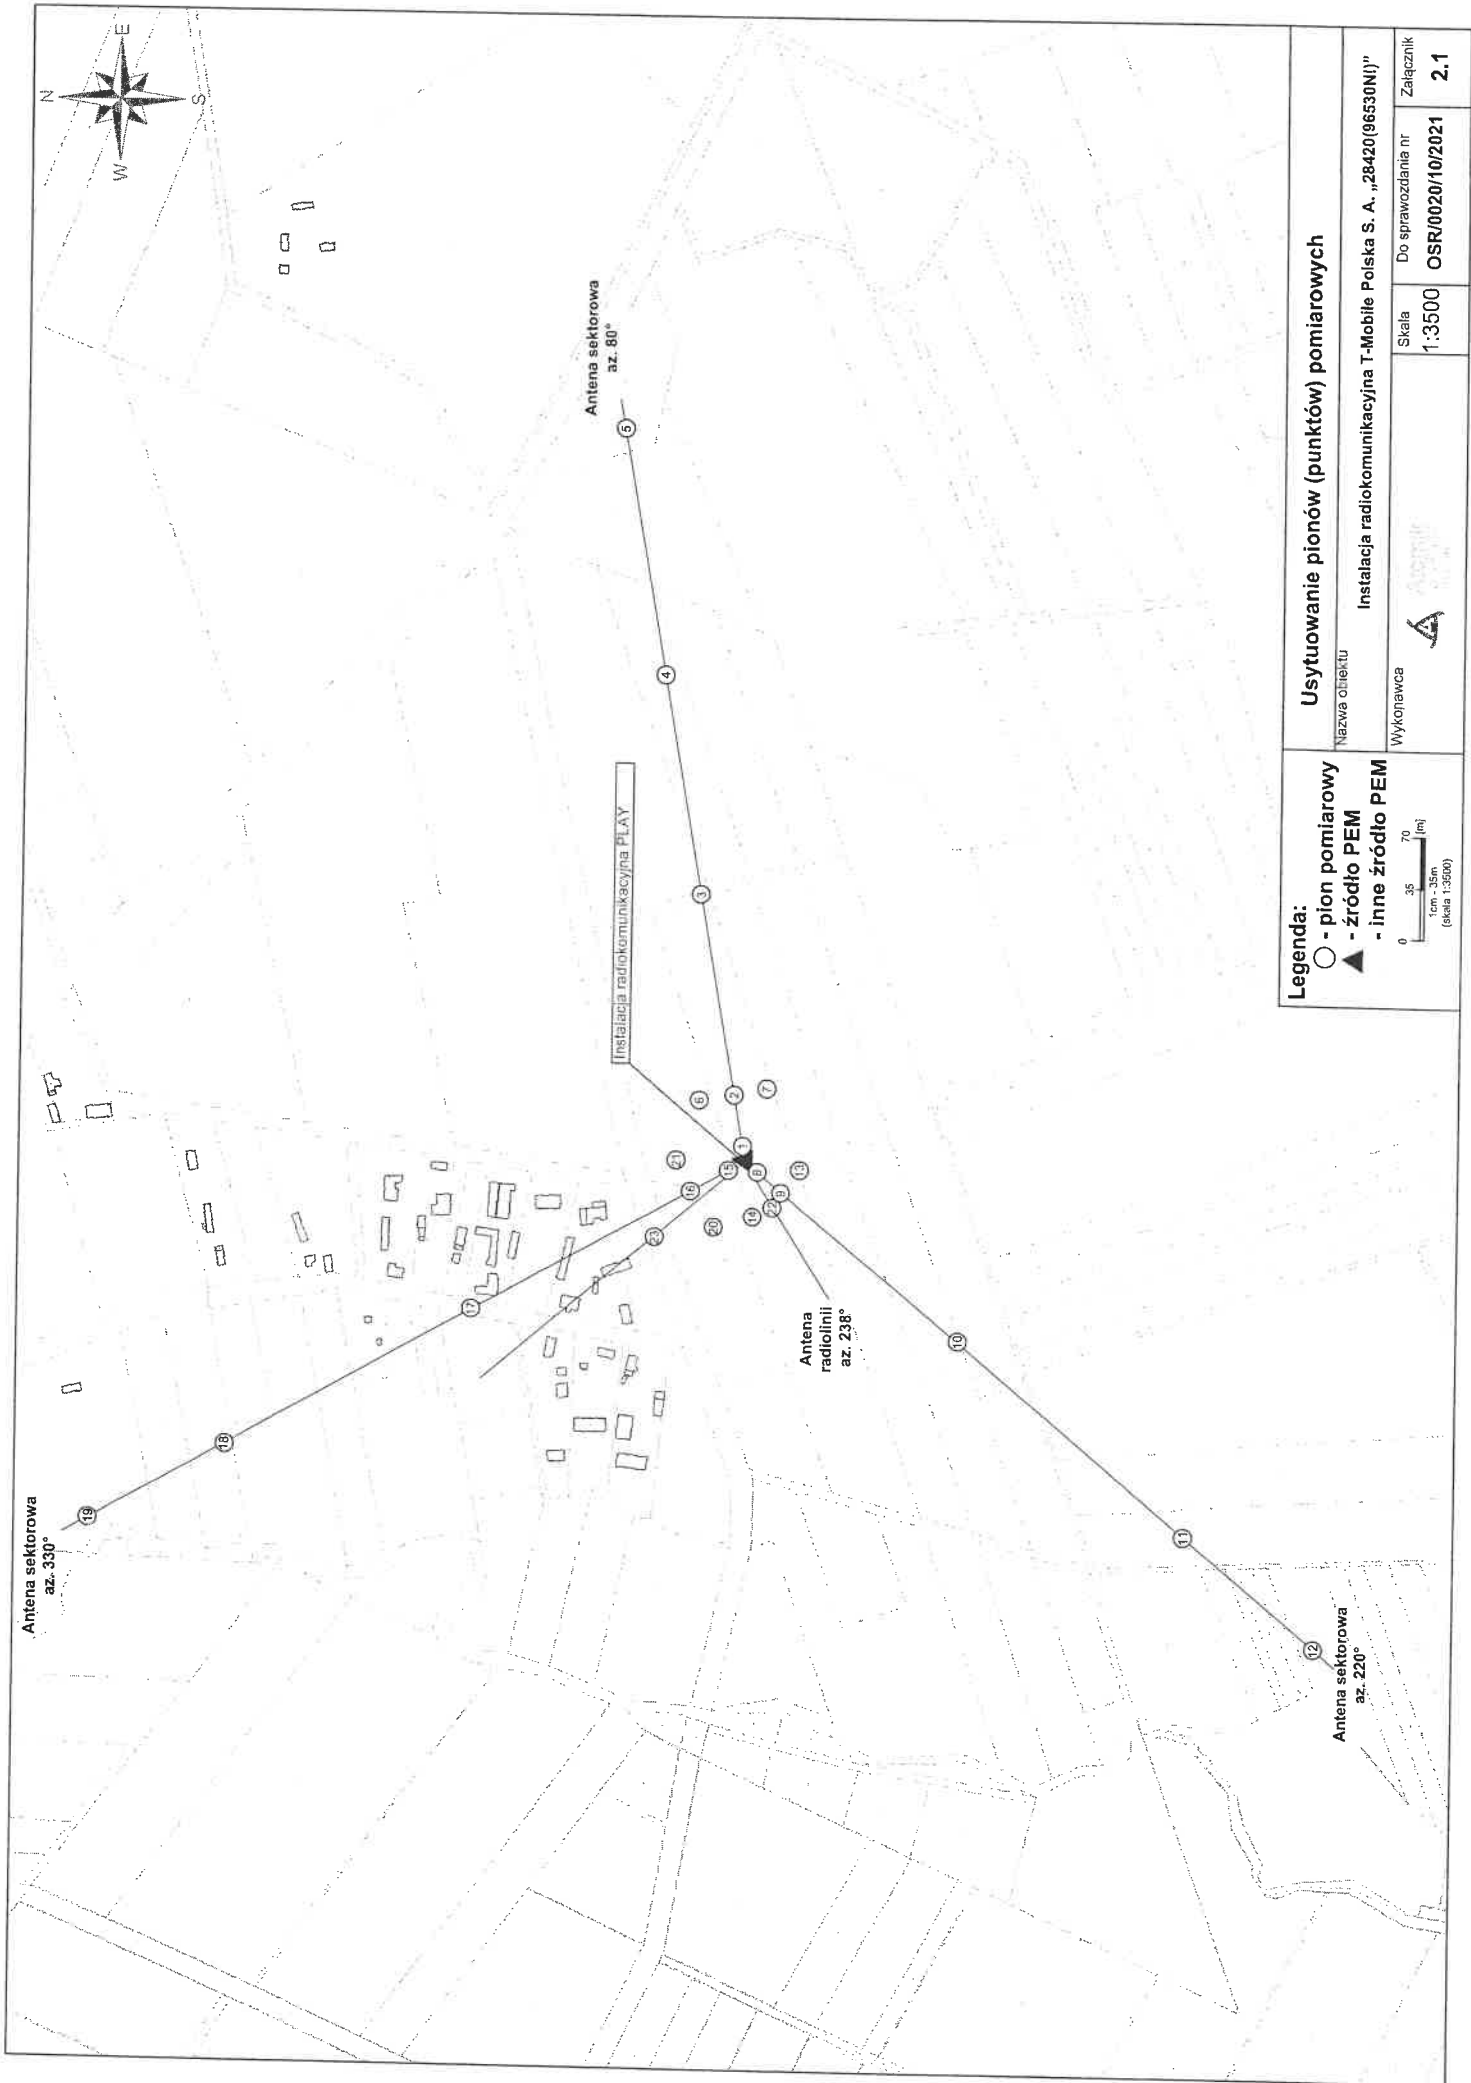 N
E
S
W
Antena sektorowa
az. 330°
19
18
17
23
16
15
21
20
14
22
8
9
13
1
2
6
7
3
4
5
Antena sektorowa
az. 80°
Instalacja radiokomunikacyjna PLAY
Antena
radiolinii
az. 238°
10
11
12
Antena sektorowa
az. 220°
Legenda:
- pion pomiarowy
- źródło PEM
- inne źródło PEM
0 35 70
[m]
1cm - 35m
(skala 1:3500)
Usytuowanie pionów (punktów) pomiarowych
Nazwa obiektu
Instalacja radiokomunikacyjna T-Mobile Polska S. A. „28420(96530NI)”
Wykonawca
Skala
1:3500
Do sprawozdania nr
OSR/0020/10/2021
Załącznik
2.1